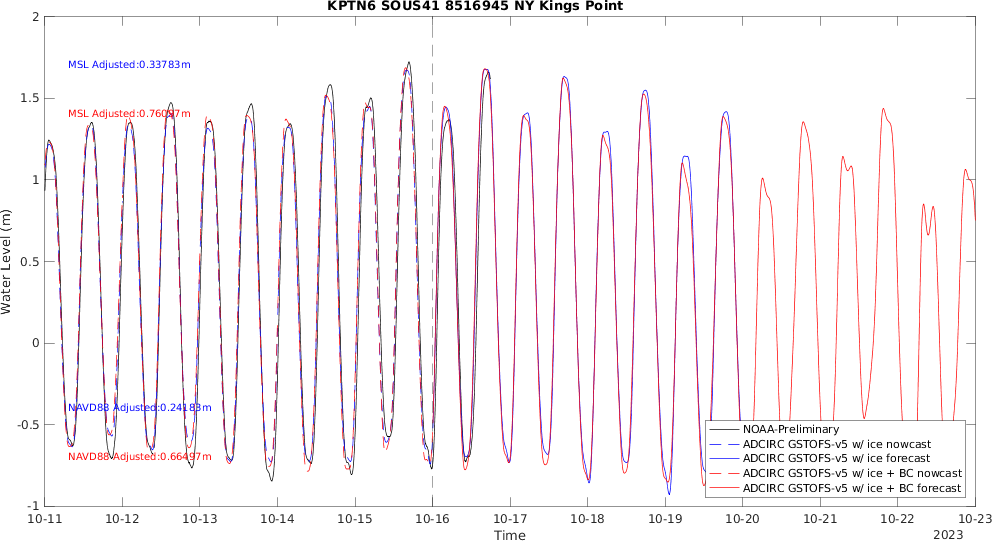 KPTN6 SOUS41 8516945 NY Kings Point
2
1.5
1
0.5
0
-0.5
-1
Water Level (m)
MSL Adjusted:0.33783m
MSL Adjusted:0.76097m
NAVD88 Adjusted:0.24183m
NAVD88 Adjusted:0.66497m
NOAA-Preliminary
ADCIRC GSTOFS-v5 w/ ice nowcast
ADCIRC GSTOFS-v5 w/ ice forecast
ADCIRC GSTOFS-v5 w/ ice + BC nowcast
ADCIRC GSTOFS-v5 w/ ice + BC forecast
10-11 10-12 10-13 10-14 10-15 10-16 10-17 10-18 10-19 10-20 10-21 10-22 10-23
Time
2023